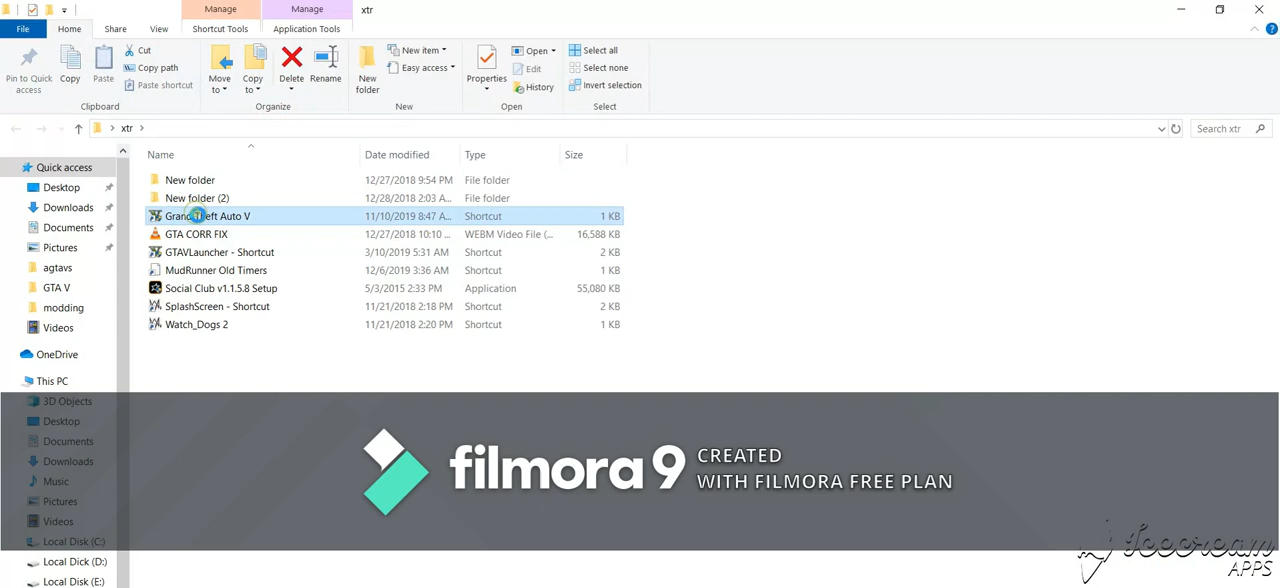 Manage
Manage
xtr
File
Home
Share
View
Shortcut Tools
Application Tools
Pin to Quick access
Copy
Paste
Cut
Copy path
Paste shortcut
Clipboard
Move to
Copy to
Delete
Rename
Organize
New folder
New item
Easy access
New
Properties
Open
Edit
History
Open
Select all
Select none
Invert selection
Select
xtr
Search xtr
Name
Date modified
Type
Size
New folder 12/27/2018 9:54 PM File folder
New folder (2) 12/28/2018 2:03 A... File folder
Grand Theft Auto V 11/10/2019 8:47 A... Shortcut 1 KB
GTA CORR FIX 12/27/2018 10:10 ... WEBM Video File (... 16,588 KB
GTAVLauncher - Shortcut 3/10/2019 5:31 AM Shortcut 2 KB
MudRunner Old Timers 12/6/2019 3:36 AM Shortcut 1 KB
Social Club v1.1.5.8 Setup 5/3/2015 2:33 PM Application 55,080 KB
SplashScreen - Shortcut 11/21/2018 2:18 PM Shortcut 2 KB
Watch_Dogs 2 11/21/2018 2:20 PM Shortcut 1 KB
Quick access
Desktop
Downloads
Documents
Pictures
agtavs
GTA V
modding
Videos
OneDrive
This PC
3D Objects
Desktop
Documents
Downloads
Music
Pictures
Videos
Local Disk (C:)
Local Dick (D:)
Local Disk (E:)
filmora 9
CREATED
WITH FILMORA FREE PLAN
Icecream
APPS